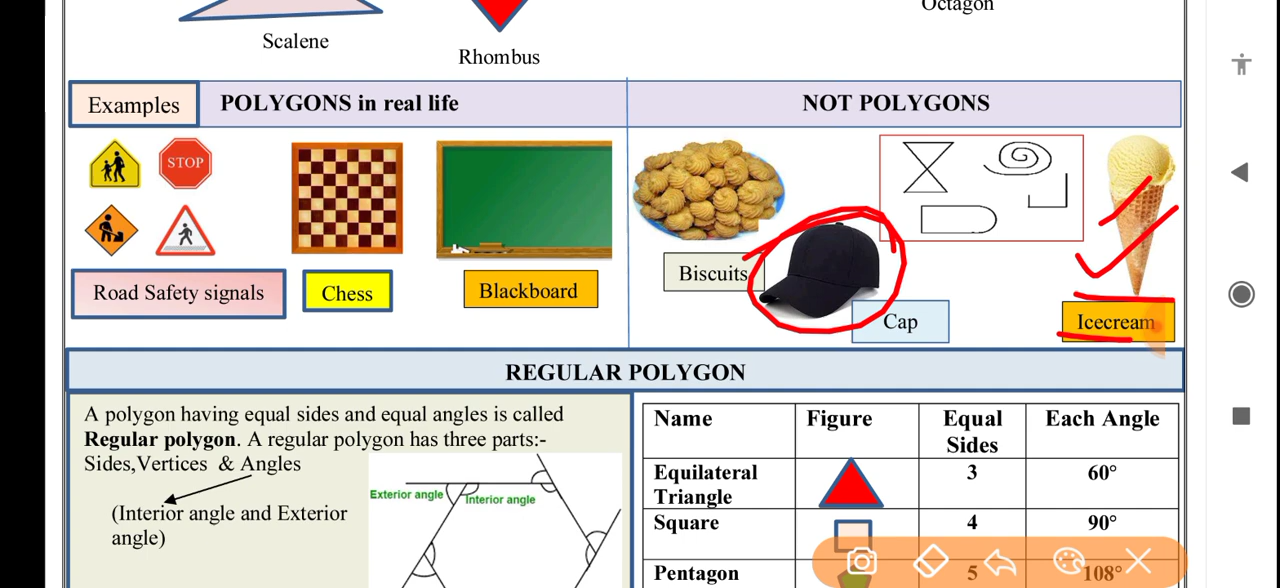 Octagon
Scalene
Rhombus
Examples
POLYGONS in real life
NOT POLYGONS
STOP
Road Safety signals
Chess
Blackboard
Biscuits
Cap
Icecream
REGULAR POLYGON
A polygon having equal sides and equal angles is called
Regular polygon. A regular polygon has three parts:-
Sides,Vertices & Angles
(Interior angle and Exterior
angle)
Exterior angle
Interior angle
Name Figure Equal Each Angle
Sides
Equilateral 3 60°
Triangle
Square 4 90°
Pentagon 5 108°